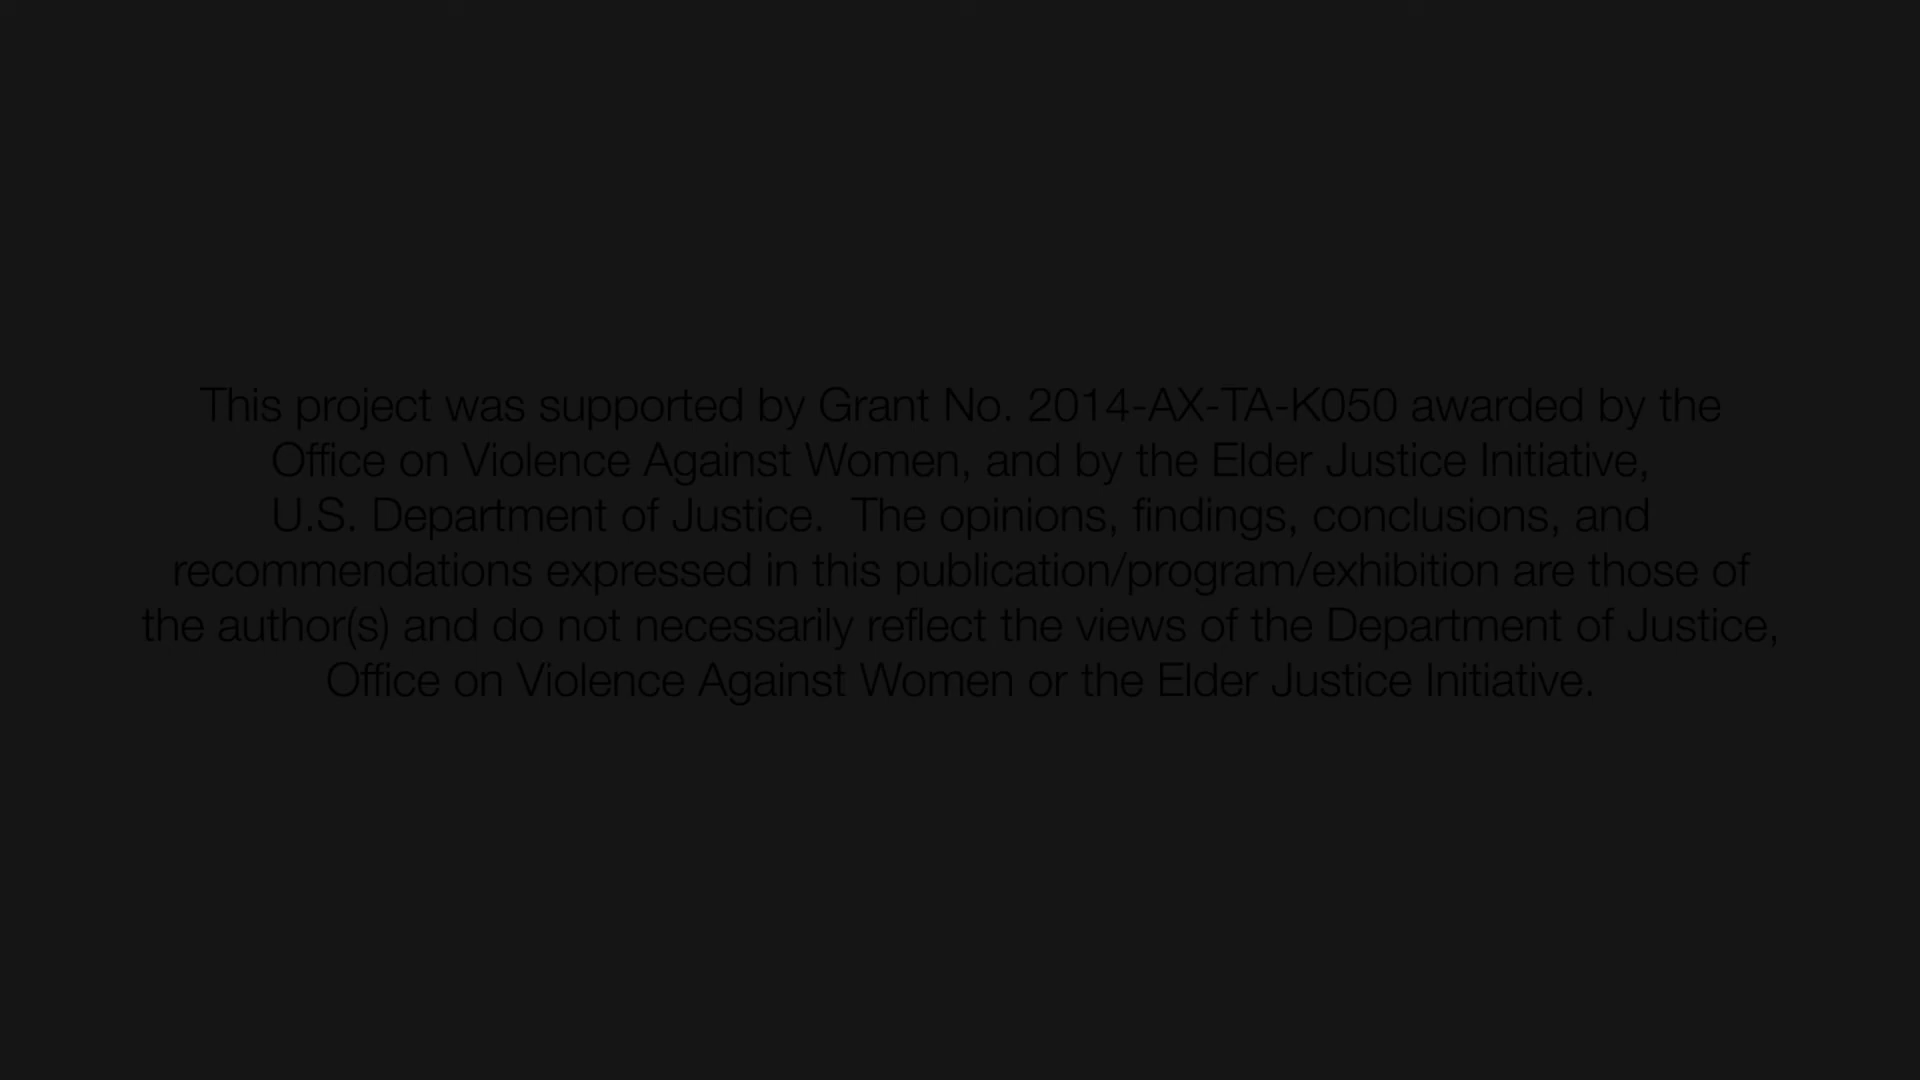 This project was supported by Grant No. 2014-AX-TA-K050 awarded by the
Office on Violence Against Women, and by the Elder Justice Initiative,
U.S. Department of Justice.  The opinions, findings, conclusions, and
recommendations expressed in this publication/program/exhibition are those of
the author(s) and do not necessarily reflect the views of the Department of Justice,
Office on Violence Against Women or the Elder Justice Initiative.